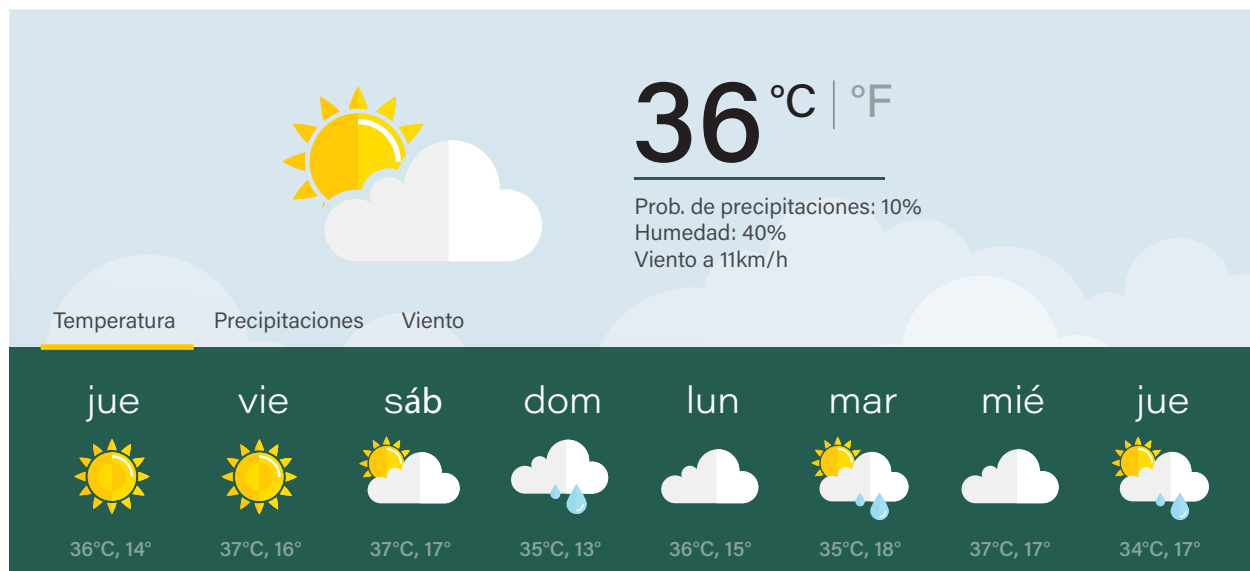 36 °C | °F
Prob. de precipitaciones: 10%
Humedad: 40%
Viento a 11km/h
Temperatura Precipitaciones Viento
jue vie sáb dom lun mar mié jue
36°C, 14° 37°C, 16° 37°C, 17° 35°C, 13° 36°C, 15° 35°C, 18° 37°C, 17° 34°C, 17°